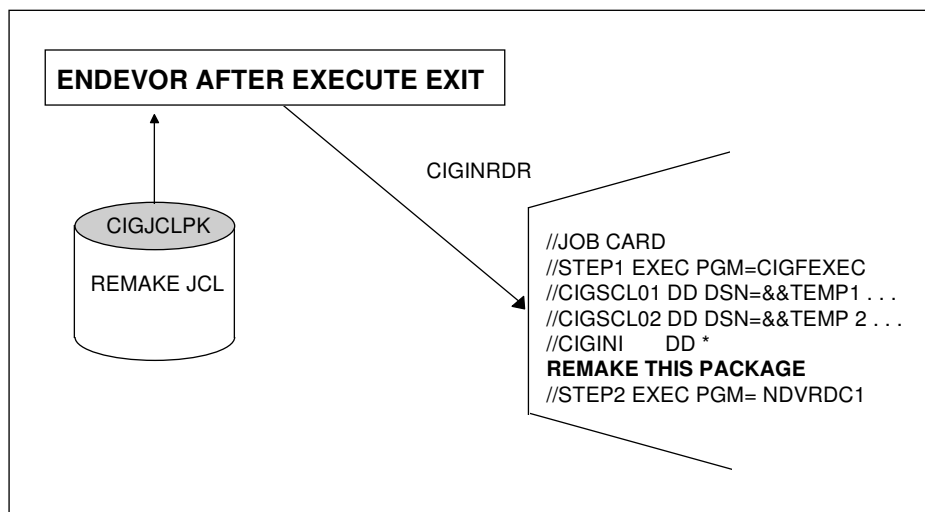 ENDEVOR AFTER EXECUTE EXIT
CIGINRDR
CIGJCLPK
REMAKE JCL
//JOB CARD
//STEP1 EXEC PGM=CIGFEXEC
//CIGSCL01 DD DSN=&&TEMP1 . . .
//CIGSCL02 DD DSN=&&TEMP 2 . . .
//CIGINI DD *
REMAKE THIS PACKAGE
//STEP2 EXEC PGM= NDVRDC1